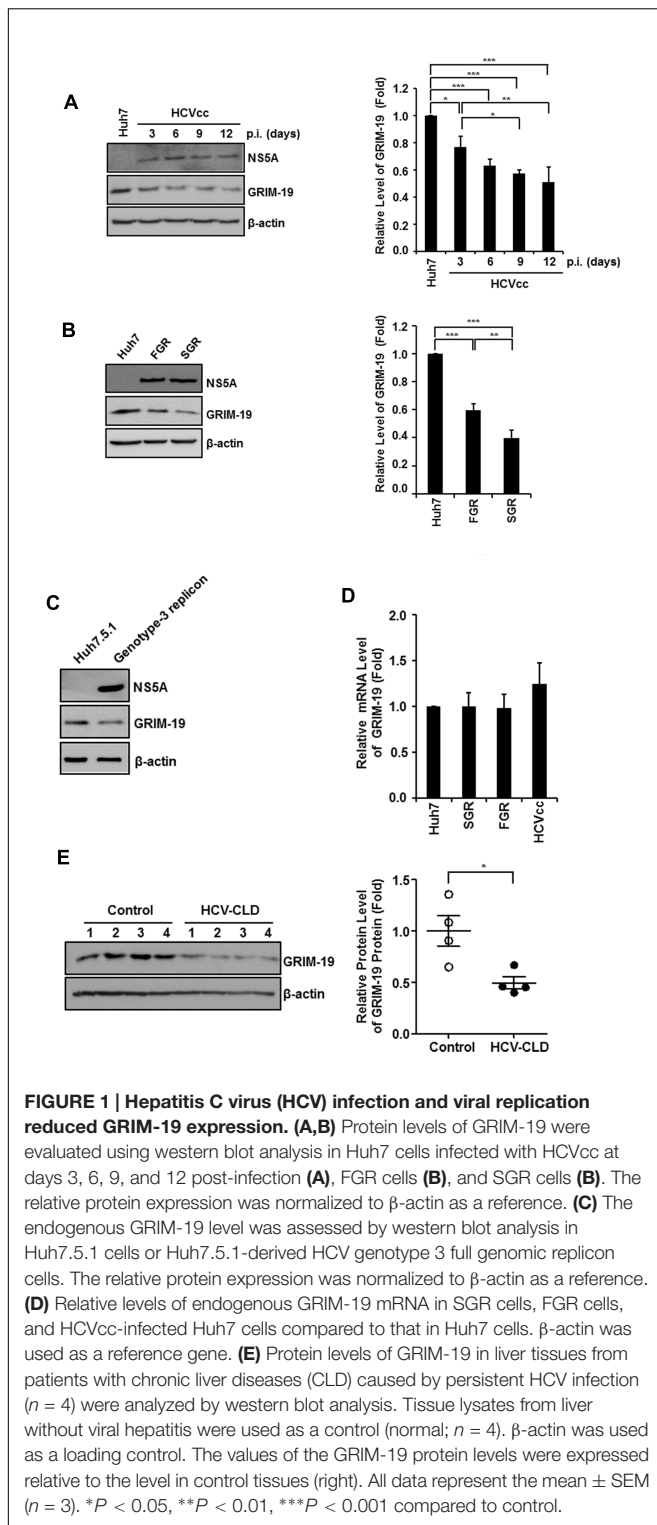 A
Huh7
HCVcc
3 6 9 12 p.i. (days)
NS5A
GRIM-19
β-actin
Relative Level of GRIM-19 (Fold)
1.2
1.0
0.8
0.6
0.4
0.2
0.0
***
***
***
*
**
*
Huh7
3 6 9 12 p.i. (days)
HCVcc
B
Huh7
FGR
SGR
NS5A
GRIM-19
β-actin
Relative Level of GRIM-19 (Fold)
1.2
1.0
0.8
0.6
0.4
0.2
0.0
***
***
**
Huh7
FGR
SGR
C
Huh7.5.1
Genotype-3 replicon
NS5A
GRIM-19
β-actin
D
Relative mRNA Level
of GRIM-19 (Fold)
2.0
1.5
1.0
0.5
0.0
Huh7
SGR
FGR
HCVcc
E
Control HCV-CLD
1 2 3 4 1 2 3 4
GRIM-19
β-actin
Relative Protein Level
of GRIM-19 Protein (Fold)
1.5
1.0
0.5
0.0
*
Control HCV-CLD
FIGURE 1 | Hepatitis C virus (HCV) infection and viral replication
reduced GRIM-19 expression. (A,B) Protein levels of GRIM-19 were
evaluated using western blot analysis in Huh7 cells infected with HCVcc at
days 3, 6, 9, and 12 post-infection (A), FGR cells (B), and SGR cells (B). The
relative protein expression was normalized to β-actin as a reference. (C) The
endogenous GRIM-19 level was assessed by western blot analysis in
Huh7.5.1 cells or Huh7.5.1-derived HCV genotype 3 full genomic replicon
cells. The relative protein expression was normalized to β-actin as a reference.
(D) Relative levels of endogenous GRIM-19 mRNA in SGR cells, FGR cells,
and HCVcc-infected Huh7 cells compared to that in Huh7 cells. β-actin was
used as a reference gene. (E) Protein levels of GRIM-19 in liver tissues from
patients with chronic liver diseases (CLD) caused by persistent HCV infection
(n = 4) were analyzed by western blot analysis. Tissue lysates from liver
without viral hepatitis were used as a control (normal; n = 4). β-actin was used
as a loading control. The values of the GRIM-19 protein levels were expressed
relative to the level in control tissues (right). All data represent the mean ± SEM
(n = 3). *P < 0.05, **P < 0.01, ***P < 0.001 compared to control.